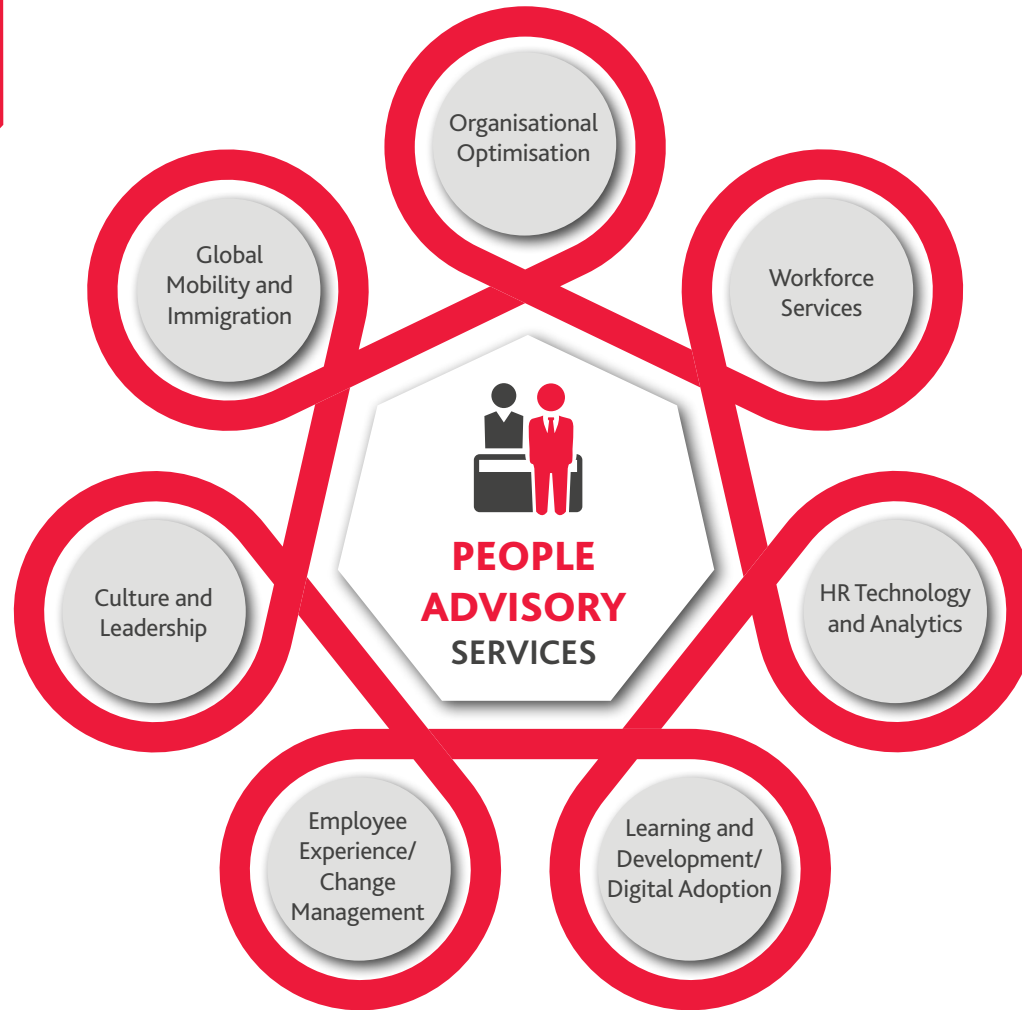 Organisational
Optimisation
Workforce
Services
HR Technology
and Analytics
Learning and
Development/
Digital Adoption
Employee
Experience/
Change
Management
Culture and
Leadership
Global
Mobility and
Immigration
PEOPLE
ADVISORY
SERVICES